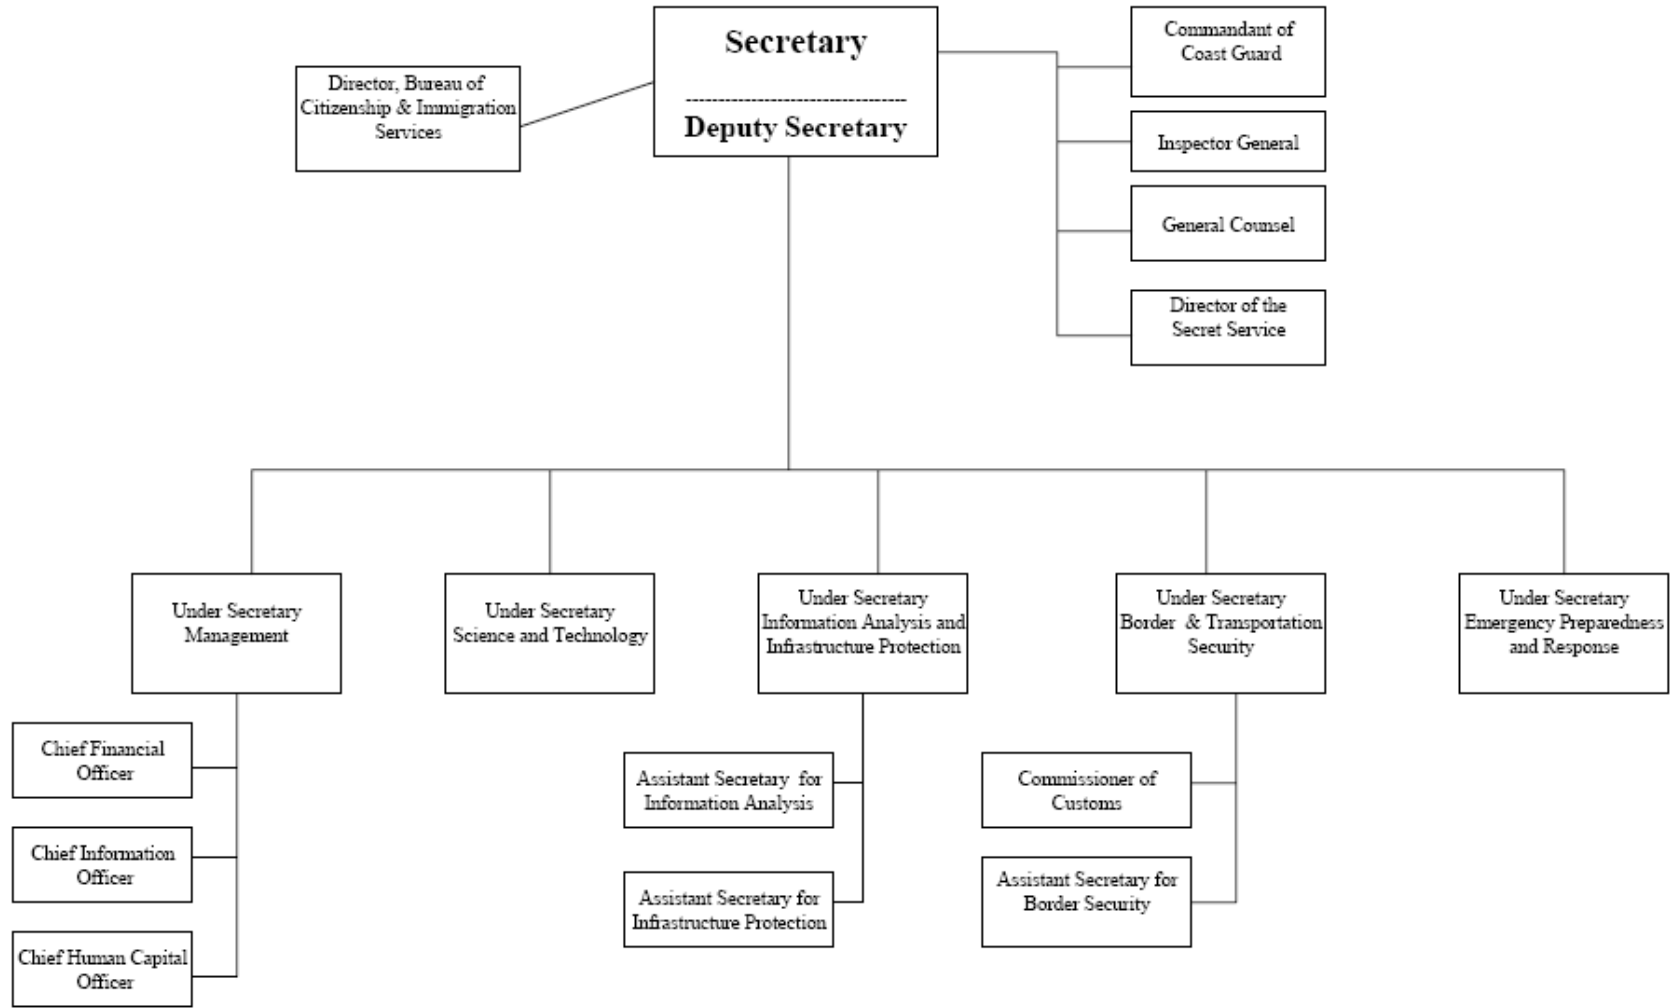 Secretary
----------------------------------
Deputy Secretary
Director, Bureau of
Citizenship & Immigration
Services
Commandant of
Coast Guard
Inspector General
General Counsel
Director of the
Secret Service
Under Secretary
Management
Under Secretary
Science and Technology
Under Secretary
Information Analysis and
Infrastructure Protection
Under Secretary
Border & Transportation
Security
Under Secretary
Emergency Preparedness
and Response
Chief Financial
Officer
Chief Information
Officer
Chief Human Capital
Officer
Assistant Secretary for
Information Analysis
Assistant Secretary for
Infrastructure Protection
Commissioner of
Customs
Assistant Secretary for
Border Security